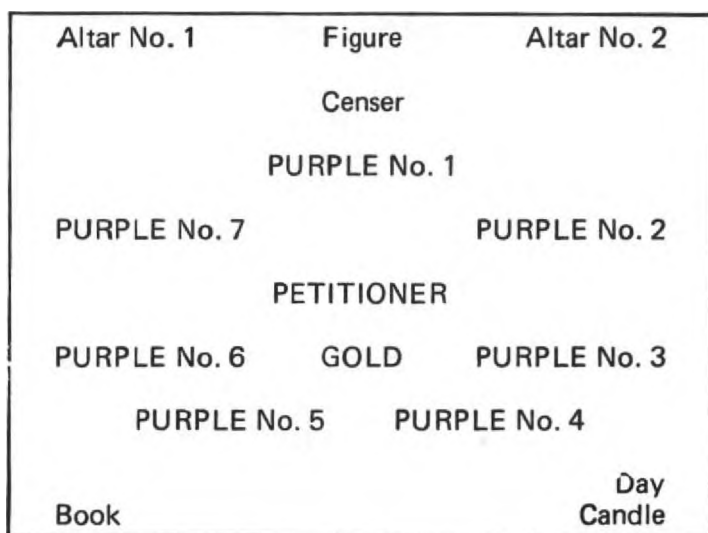 Altar No. 1 Figure Altar No. 2
Censer
PURPLE No. 1
PURPLE No. 7 PURPLE No. 2
PETITIONER
PURPLE No. 6 GOLD PURPLE No. 3
PURPLE No. 5 PURPLE No. 4
Day
Book Candle